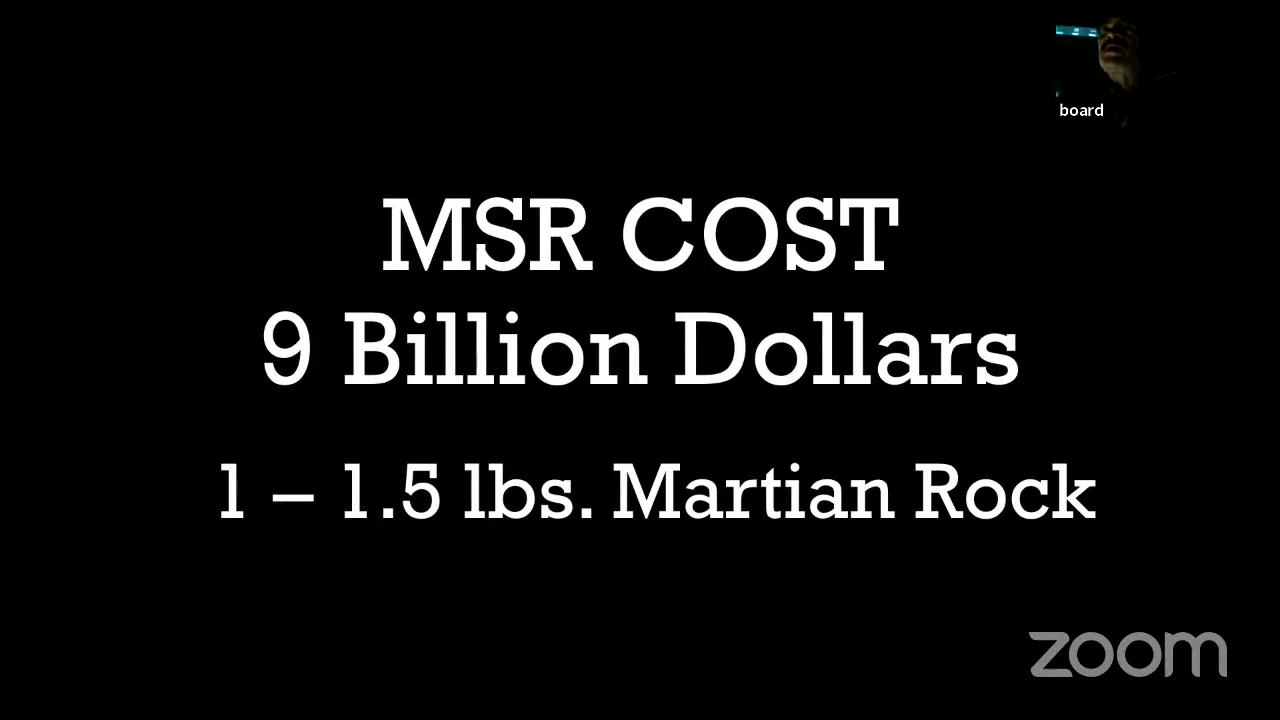 board
MSR COST
9 Billion Dollars
1 – 1.5 lbs. Martian Rock
zoom